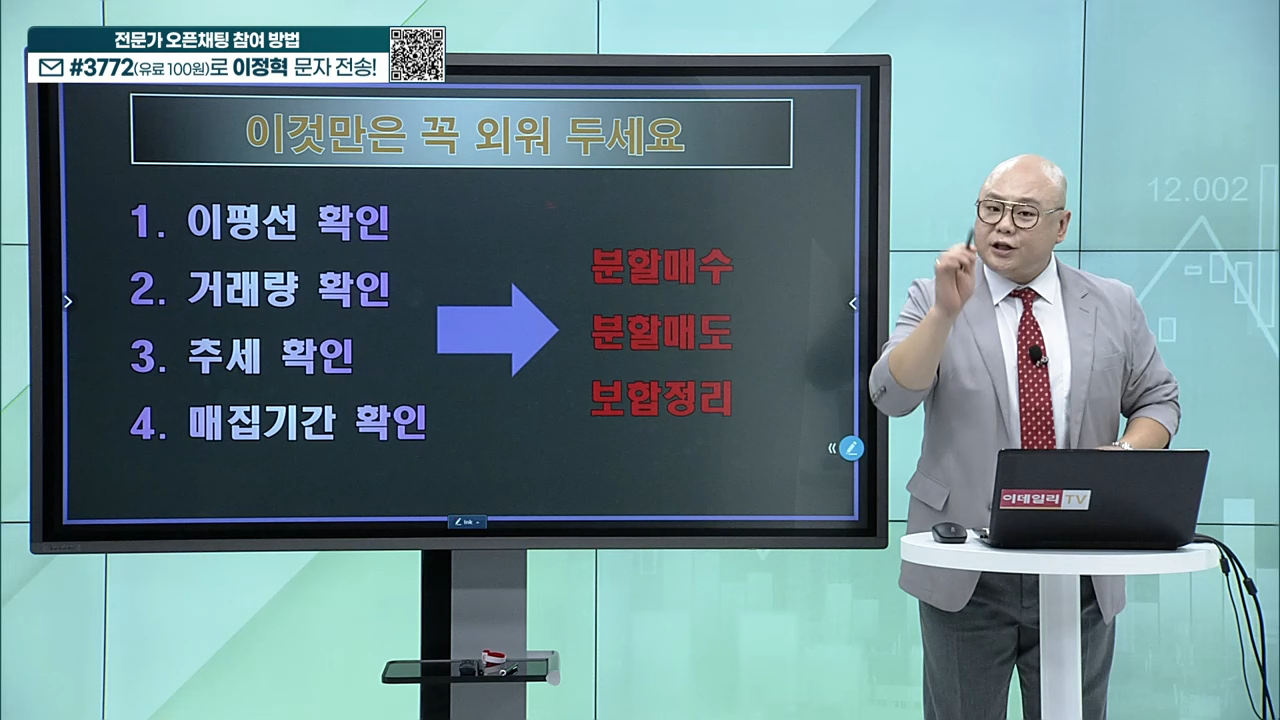 전문가 오픈채팅 참여 방법
#3772(유료 100원)로 이정혁 문자 전송!
이것만은 꼭 외워 두세요
1. 이평선 확인
2. 거래량 확인
3. 추세 확인
4. 매집기간 확인
분할매수
분할매도
보합정리
Ink
12.002
이데일리 TV